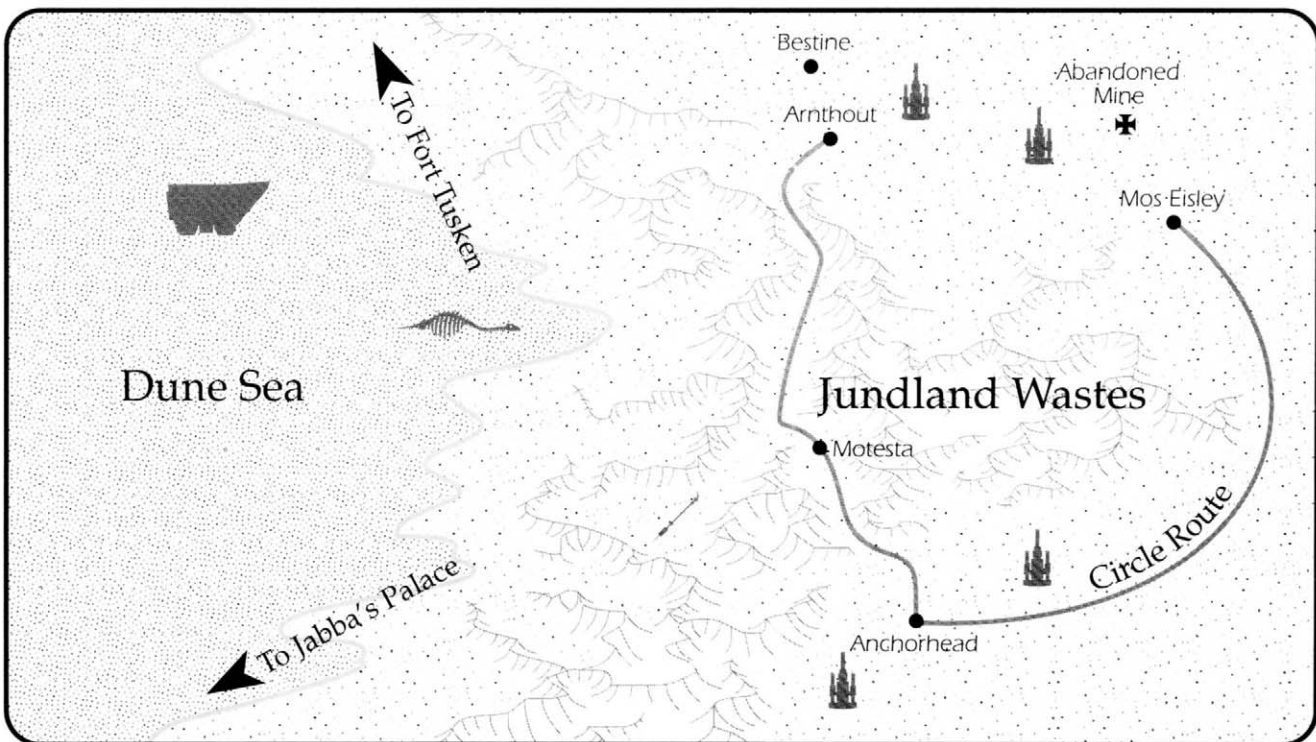 Bestine
Abandoned
Mine
Arnthout
To Fort Tusken
Mos Eisley
Dune Sea
Jundland Wastes
Motesta
Circle Route
To Jabba's Palace
Anchorhead